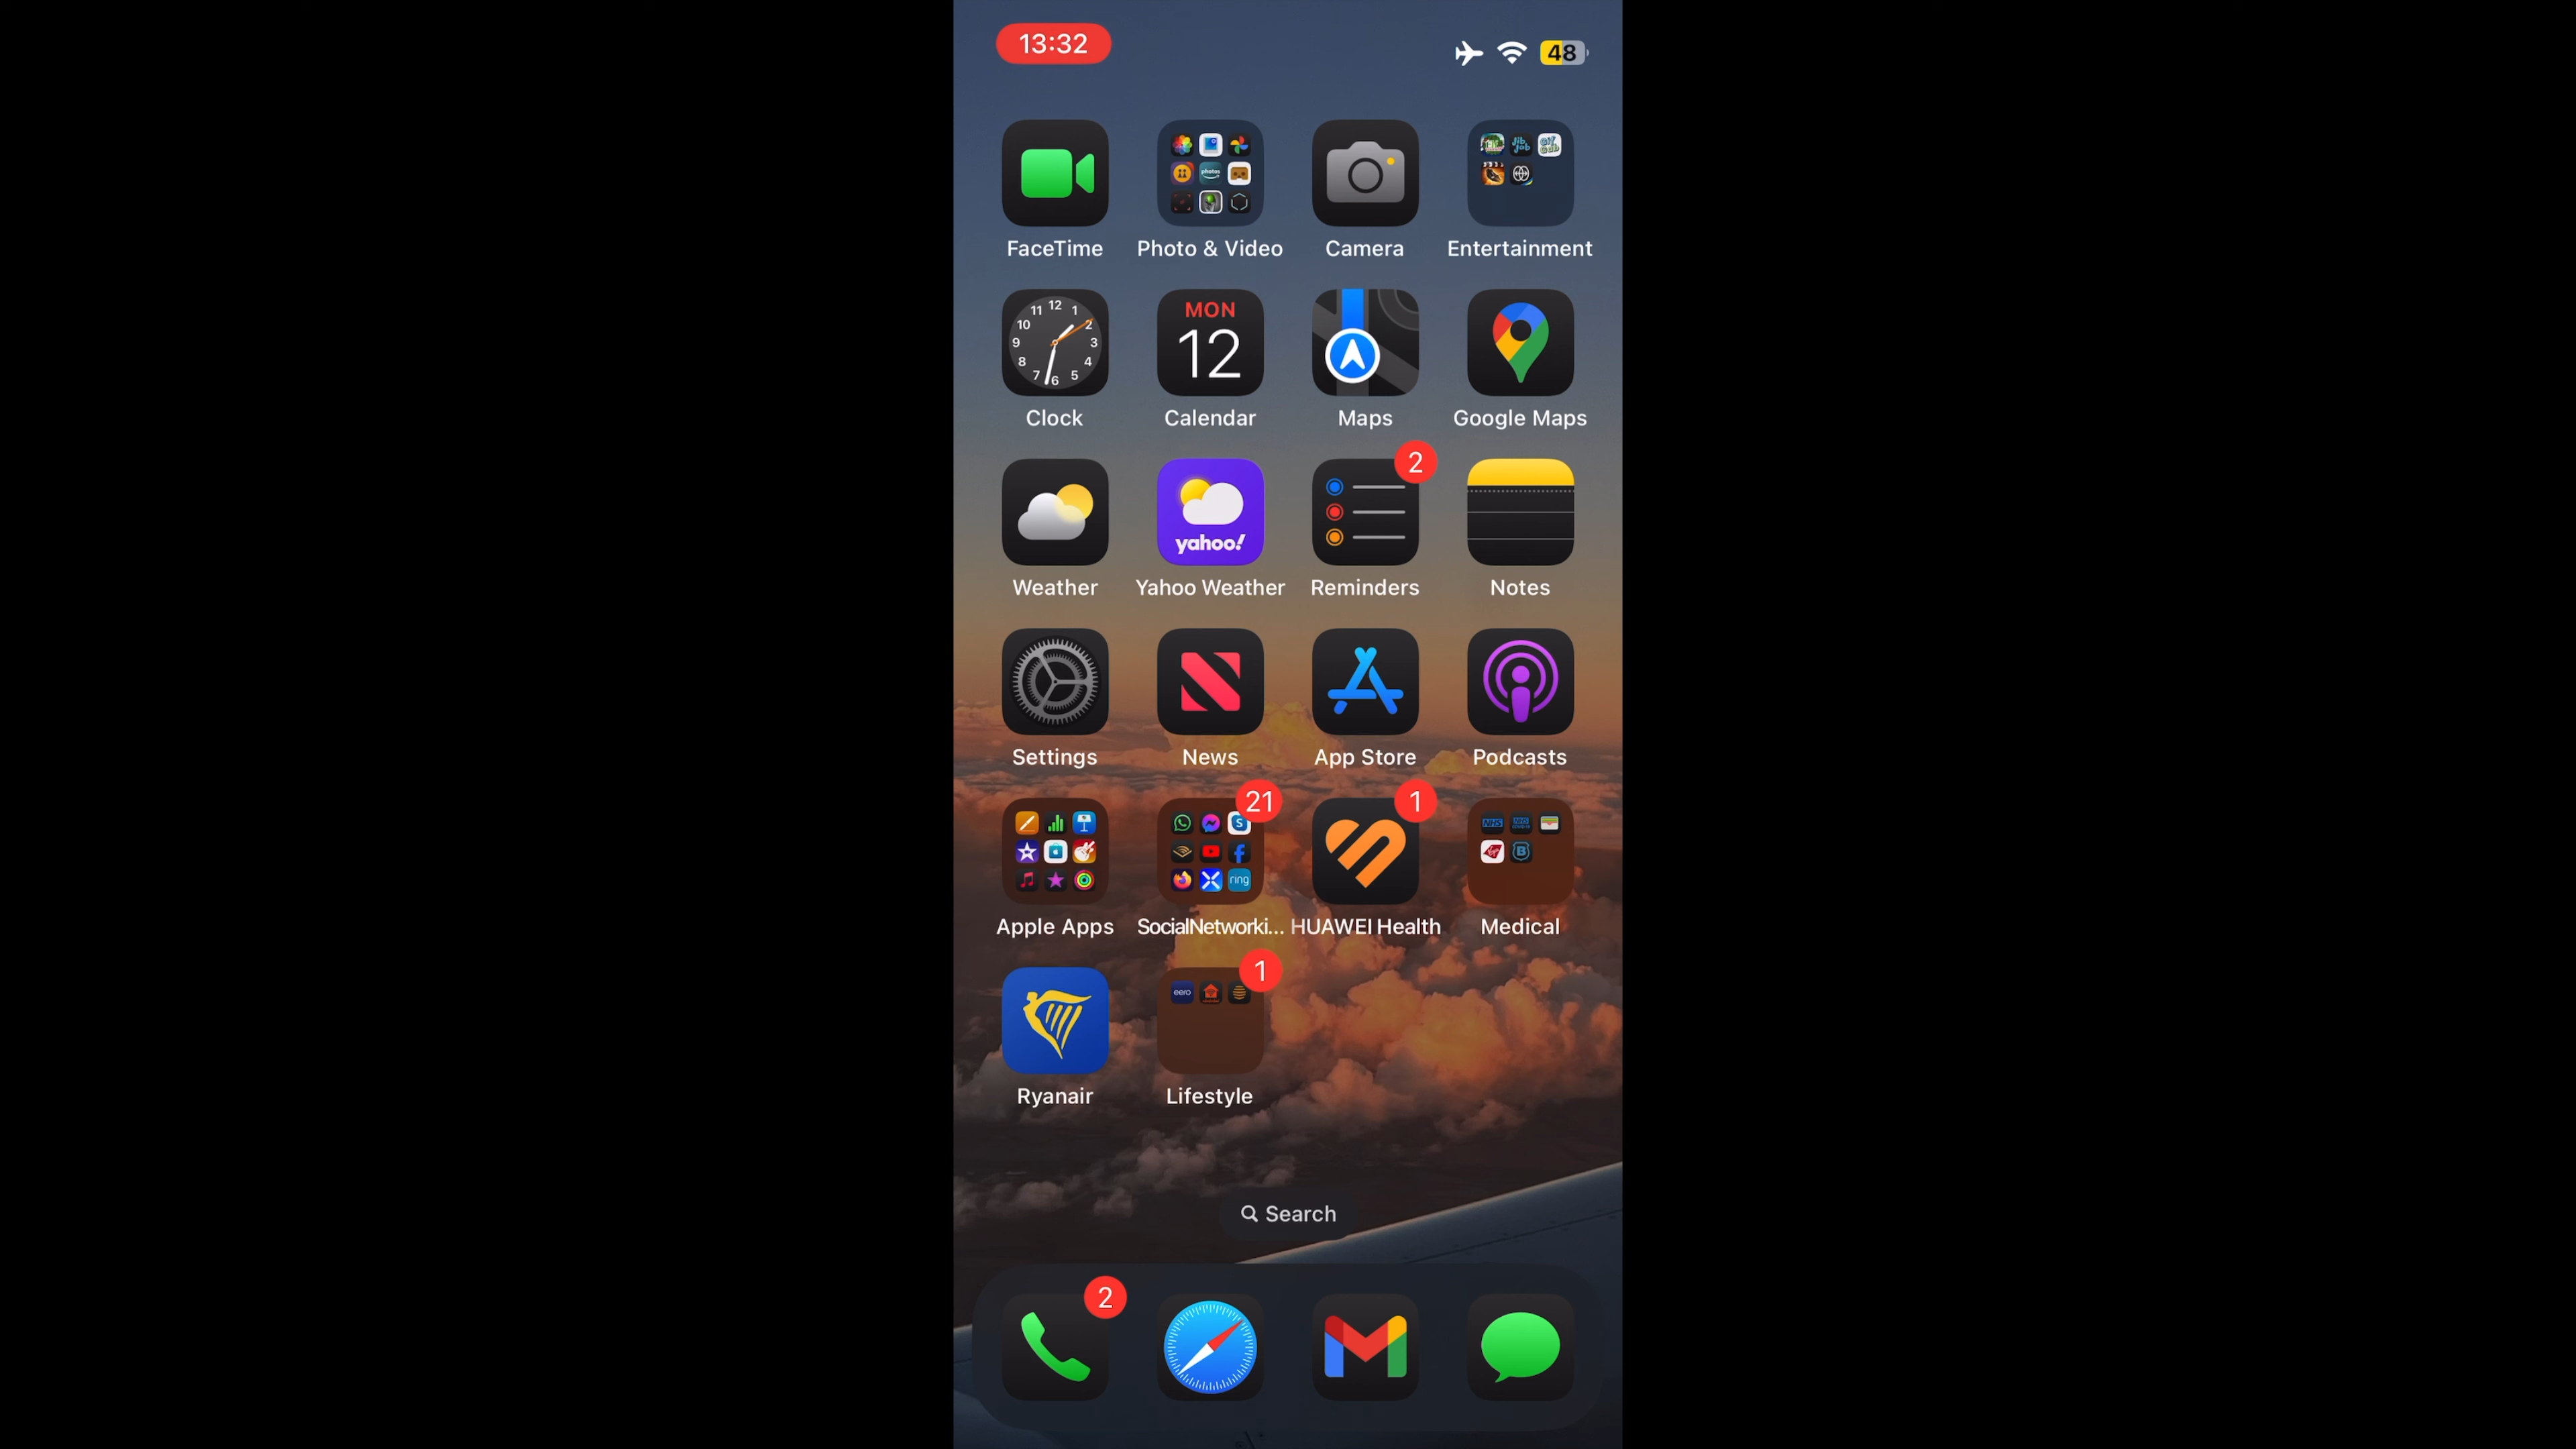 13:32 48
FaceTime Photo & Video Camera Entertainment
MON
12
Clock Calendar Maps Google Maps
yahoo!
2
Weather Yahoo Weather Reminders Notes
Settings News App Store Podcasts
21 1
ring
Apple Apps SocialNetworki... HUAWEI Health Medical
1
eero
Ryanair Lifestyle
Search
2